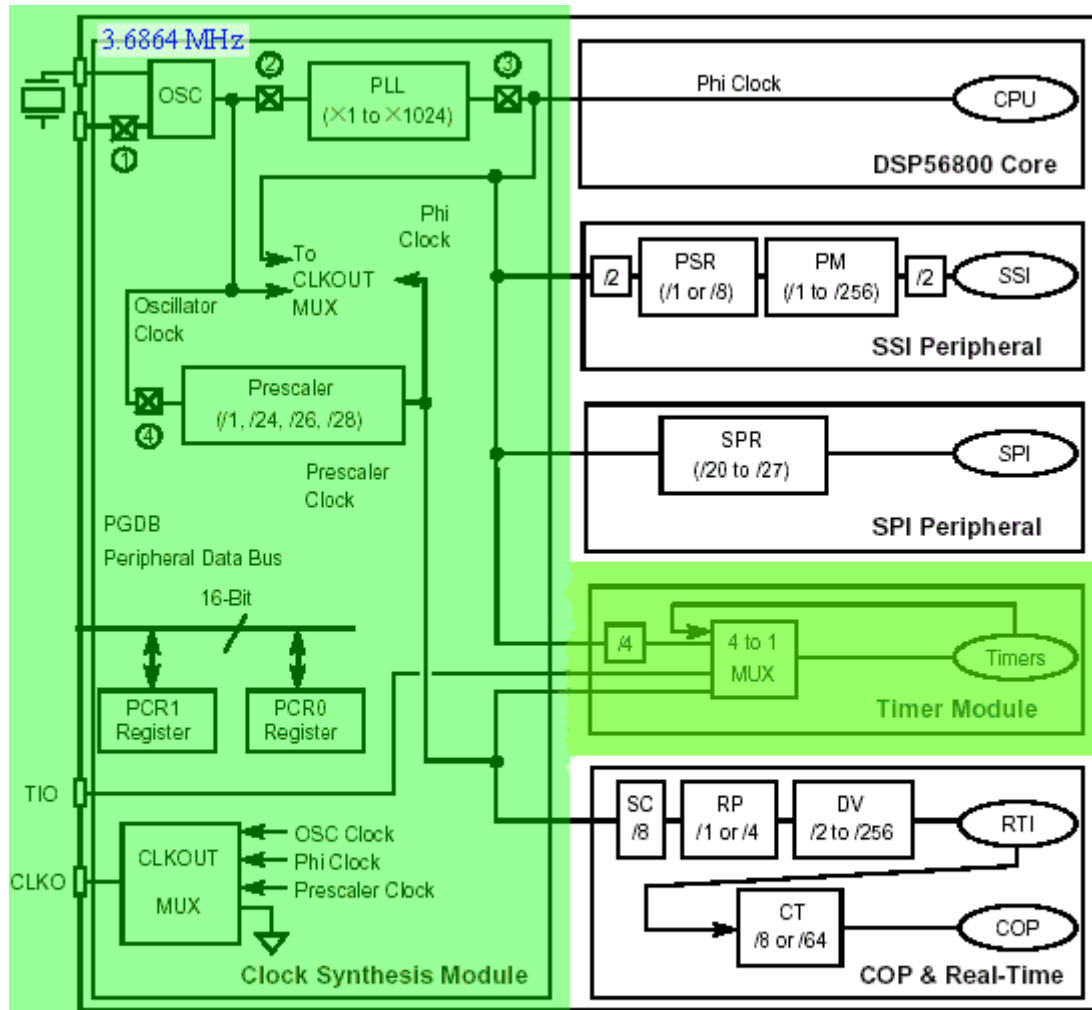 3.6864 MHz
OSC
①
②
PLL
(×1 to ×1024)
③
Phi Clock
CPU
DSP56800 Core
Phi
Clock
To
CLKOUT
MUX
Oscillator
Clock
④
Prescaler
(/1, /24, /26, /28)
Prescaler
Clock
/2
PSR
(/1 or /8)
PM
(/1 to /256)
/2
SSI
SSI Peripheral
SPR
(/20 to /27)
SPI
SPI Peripheral
PGDB
Peripheral Data Bus
16-Bit
PCR1
Register
PCR0
Register
/4
4 to 1
MUX
Timers
Timer Module
TIO
CLKO
CLKOUT
MUX
OSC Clock
Phi Clock
Prescaler Clock
Clock Synthesis Module
SC
/8
RP
/1 or /4
DV
/2 to /256
RTI
CT
/8 or /64
COP
COP & Real-Time